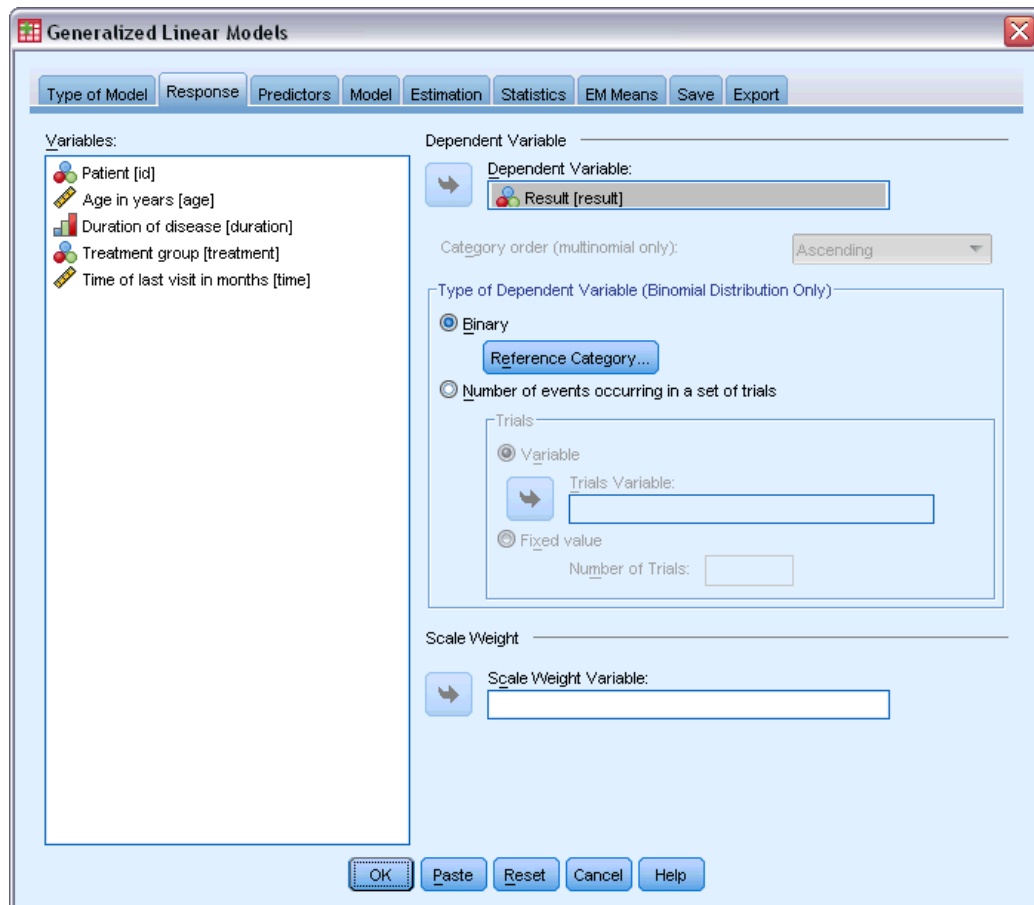 Generalized Linear Models
Type of Model Response Predictors Model Estimation Statistics EM Means Save Export
Variables:
Patient [id]
Age in years [age]
Duration of disease [duration]
Treatment group [treatment]
Time of last visit in months [time]
Dependent Variable
Dependent Variable:
Result [result]
Category order (multinomial only):
Ascending
Type of Dependent Variable (Binomial Distribution Only)
Binary
Reference Category...
Number of events occurring in a set of trials
Trials
Variable
Trials Variable:
Fixed value
Number of Trials:
Scale Weight
Scale Weight Variable:
OK Paste Reset Cancel Help